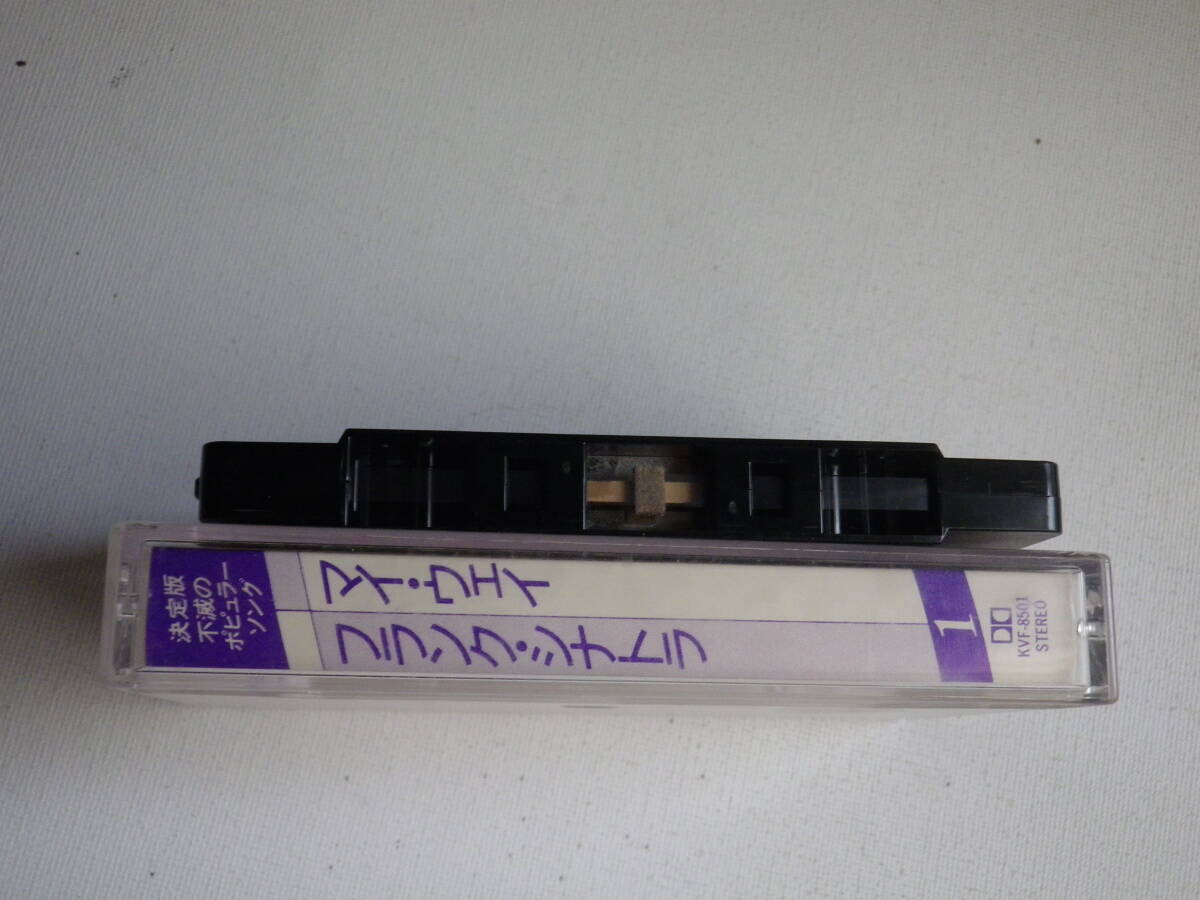 決定版
不滅の
ポピュラー
ソング
マイ・ウェイ
フランク・シナトラ
1
KVF-8501
STEREO